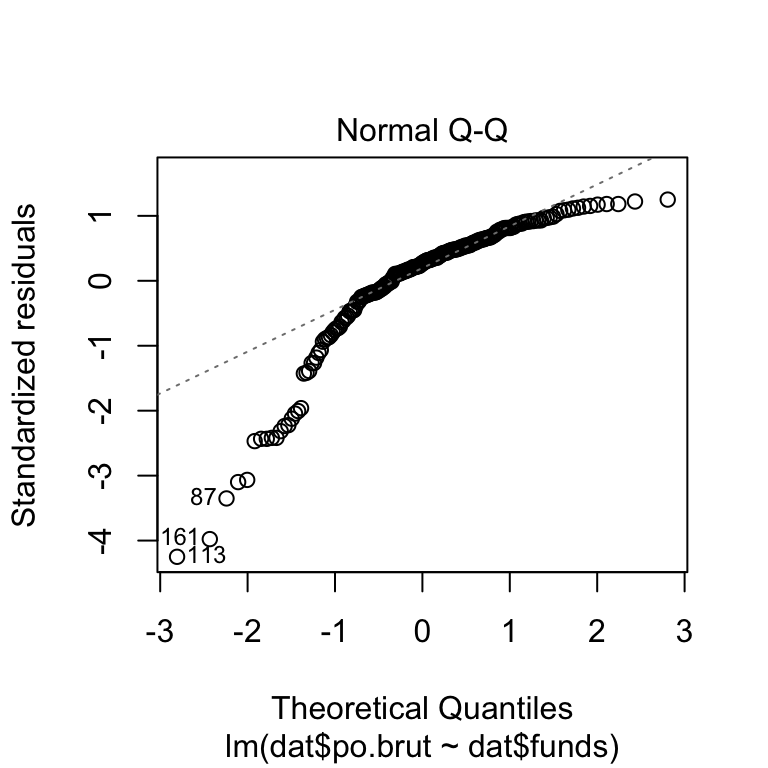 Normal Q-Q
Standardized residuals
1
0
-1
-2
-3
-4
87
161
113
-3 -2 -1 0 1 2 3
Theoretical Quantiles
lm(dat$po.brut ~ dat$funds)